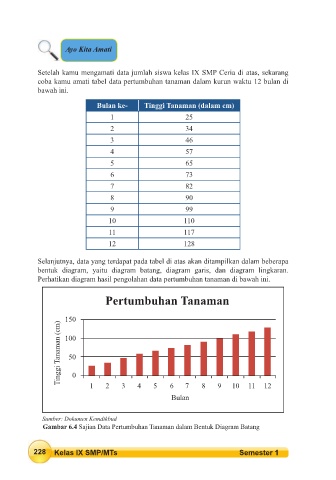 Ayo Kita Amati
Setelah kamu mengamati data jumlah siswa kelas IX SMP Ceria di atas, sekarang
coba kamu amati tabel data pertumbuhan tanaman dalam kurun waktu 12 bulan di
bawah ini.
Bulan ke- Tinggi Tanaman (dalam cm)
1 25
2 34
3 46
4 57
5 65
6 73
7 82
8 90
9 99
10 110
11 117
12 128
Selanjutnya, data yang terdapat pada tabel di atas akan ditampilkan dalam beberapa
bentuk diagram, yaitu diagram batang, diagram garis, dan diagram lingkaran.
Perhatikan diagram hasil pengolahan data pertumbuhan tanaman di bawah ini.
Pertumbuhan Tanaman
Tinggi Tanaman (cm)
150
100
50
0
1 2 3 4 5 6 7 8 9 10 11 12
Bulan
Sumber: Dokumen Kemdikbud
Gambar 6.4 Sajian Data Pertumbuhan Tanaman dalam Bentuk Diagram Batang
228 Kelas IX SMP/MTs Semester 1